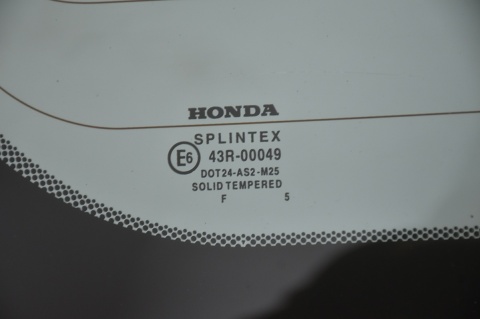 HONDA
SPLINTEX
E6 43R-00049
DOT24-AS2-M25
SOLID TEMPERED
F 5